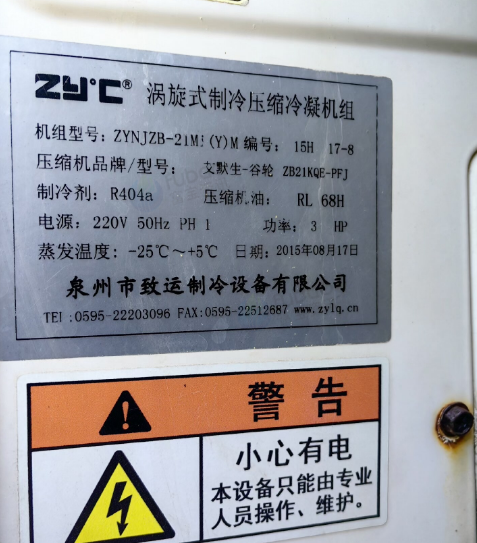 ZY°C® 涡旋式制冷压缩冷凝机组
机组型号: ZYNJZB-21MJ(Y)M 编号: 15H 17-8
压缩机品牌/型号: 艾默生-谷轮 ZB21KQE-PFJ
制冷剂: R404a 压缩机油: RL 68H
电源: 220V 50Hz PH 1 功率: 3 HP
蒸发温度: -25℃~+5℃ 日期: 2015年08月17日
泉州市致运制冷设备有限公司
TEL:0595-22203096 FAX:0595-22512687 www.zylq.cn
警告
小心有电
本设备只能由专业
人员操作、维护。